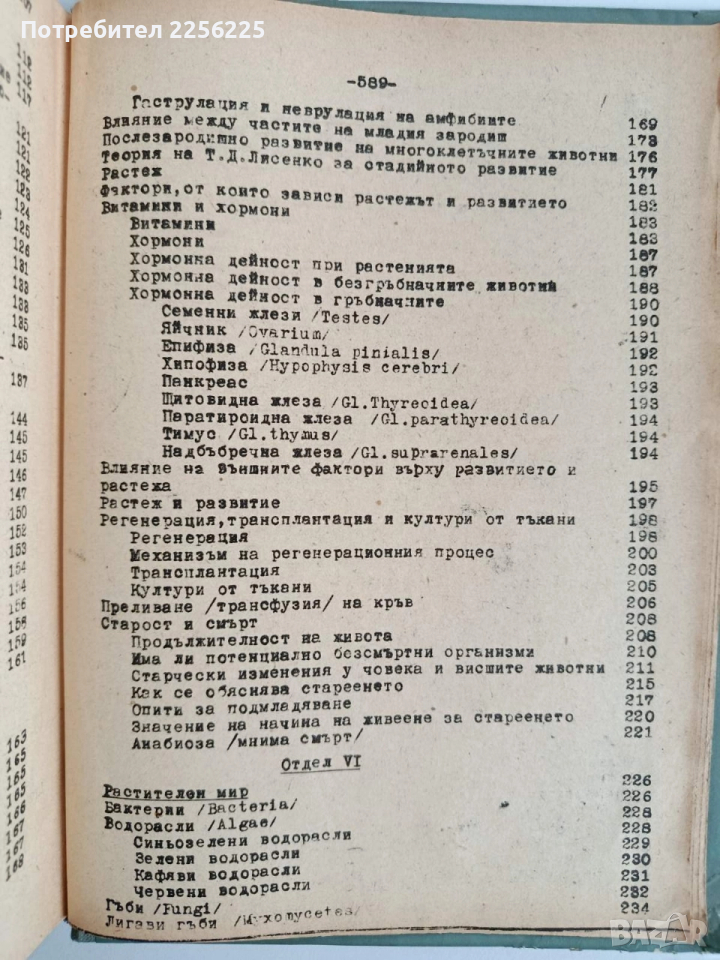 Потребител 2256225
-589-
Гаструлация и неврулация на амфибиите 169
Влияние между частите на младия зародиш 173
Послезародишно развитие на многоклетъчните животни 176
Теория на Т.Д.Лисенко за стадийното развитие 177
Растеж 181
Фактори,от които зависи растежът и развитието 182
Витамини и хормони 183
Витамини 183
Хормони 187
Хормонна дейност при растенията 187
Хормонна дейност в безгръбначните животни 188
Хормонна дейност в гръбначните 190
Семенни жлези /Testes/ 190
Яйчник /Ovarium/ 191
Епифиза /Glandula pinialis/ 192
Хипофиза /Hypophysis cerebri/ 192
Панкреас 193
Щитовидна жлеза /Gl.Thyreoidea/ 193
Паратироидна жлеза /Gl.parathyreoidea/ 194
Тимус /Gl.thymus/ 194
Надбъбречна жлеза /Gl.suprarenales/ 194
Влияние на външните фактори върху развитието и
растежа 195
Растеж и развитие 197
Регенерация,трансплантация и култури от тъкани 198
Регенерация 198
Механизъм на регенерационния процес 200
Трансплантация 203
Култури от тъкани 205
Преливане /трансфузия/ на кръв 206
Старост и смърт 208
Продължителност на живота 208
Има ли потенциално безсмъртни организми 210
Старчески изменения у човека и висшите животни 211
Как се обяснява стареенето 215
Опити за подмладяване 217
Значение на начина на живеене за стареенето 220
Анабиоза /мнима смърт/ 221
Отдел VI
Растителен мир 226
Бактерии /Bacteria/ 226
Водорасли /Algae/ 228
Синьозелени водорасли 228
Зелени водорасли 229
Кафяви водорасли 230
Червени водорасли 231
Гъби /Fungi/ 232
Лигави гъби /Myxomycetes/ 234
BAZAR